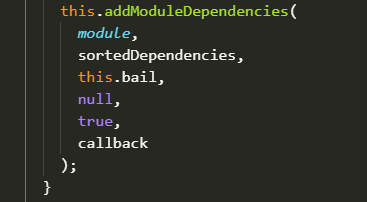 this.addModuleDependencies(
module,
sortedDependencies,
this.bail,
null,
true,
callback
);
}